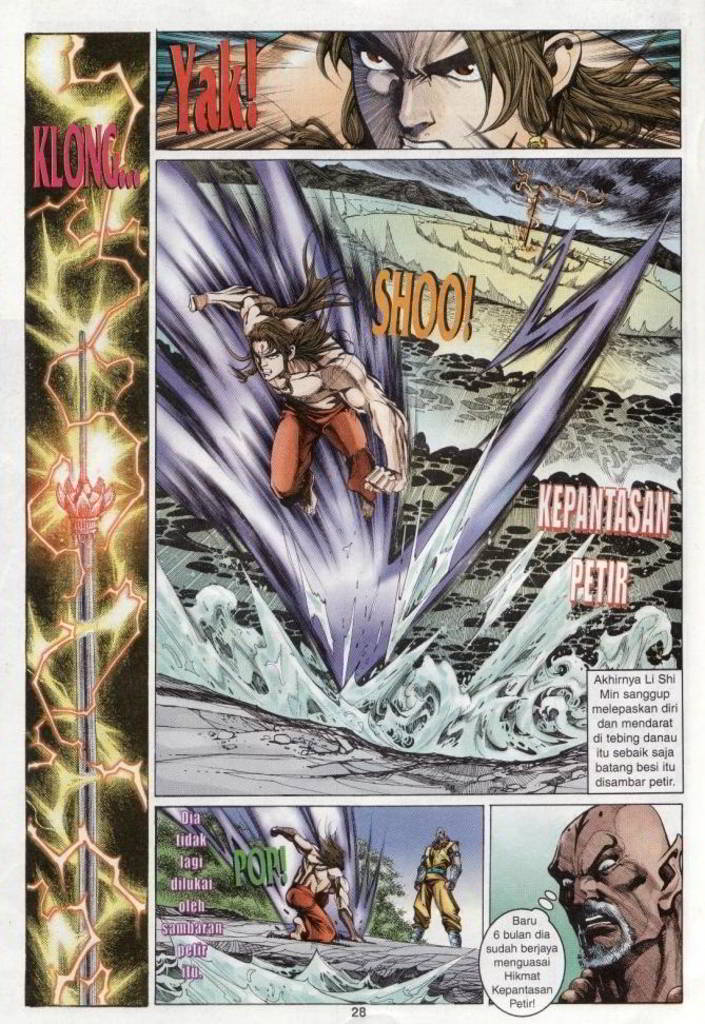 KLONG...
Yak!
SHOO!
KEPANTASAN
PETIR
Akhirnya Li Shi
Min sanggup
melepaskan diri
dan mendarat
di tebing danau
itu sebaik saja
batang besi itu
disambar petir.
Dia
tidak
lagi
dilukai
oleh
sambaran
petir
itu.
POP!
Baru
6 bulan dia
sudah berjaya
menguasai
Hikmat
Kepantasan
Petir!
28